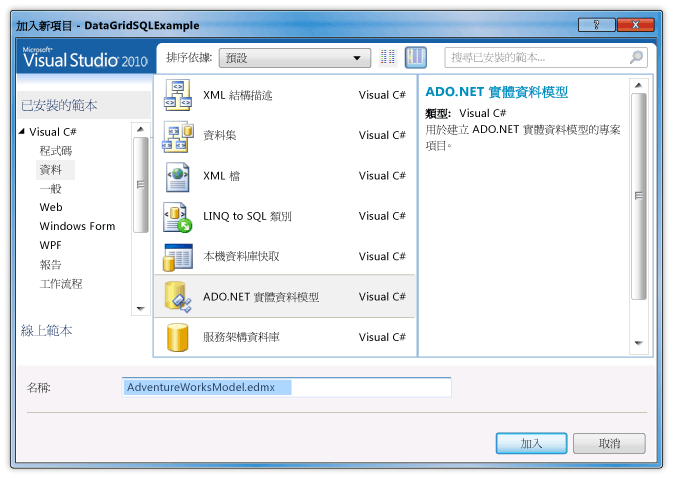 加入新項目 - DataGridSQLExample
Microsoft®
Visual Studio 2010
排序依據: 預設
搜尋已安裝的範本...
已安裝的範本
Visual C#
程式碼
資料
一般
Web
Windows Form
WPF
報告
工作流程
線上範本
XML 結構描述 Visual C#
資料集 Visual C#
XML 檔 Visual C#
LINQ to SQL 類別 Visual C#
本機資料庫快取 Visual C#
ADO.NET 實體資料模型 Visual C#
服務架構資料庫 Visual C#
ADO.NET 實體資料模型
類型: Visual C#
用於建立 ADO.NET 實體資料模型的專案
項目。
名稱: AdventureWorksModel.edmx
加入 取消